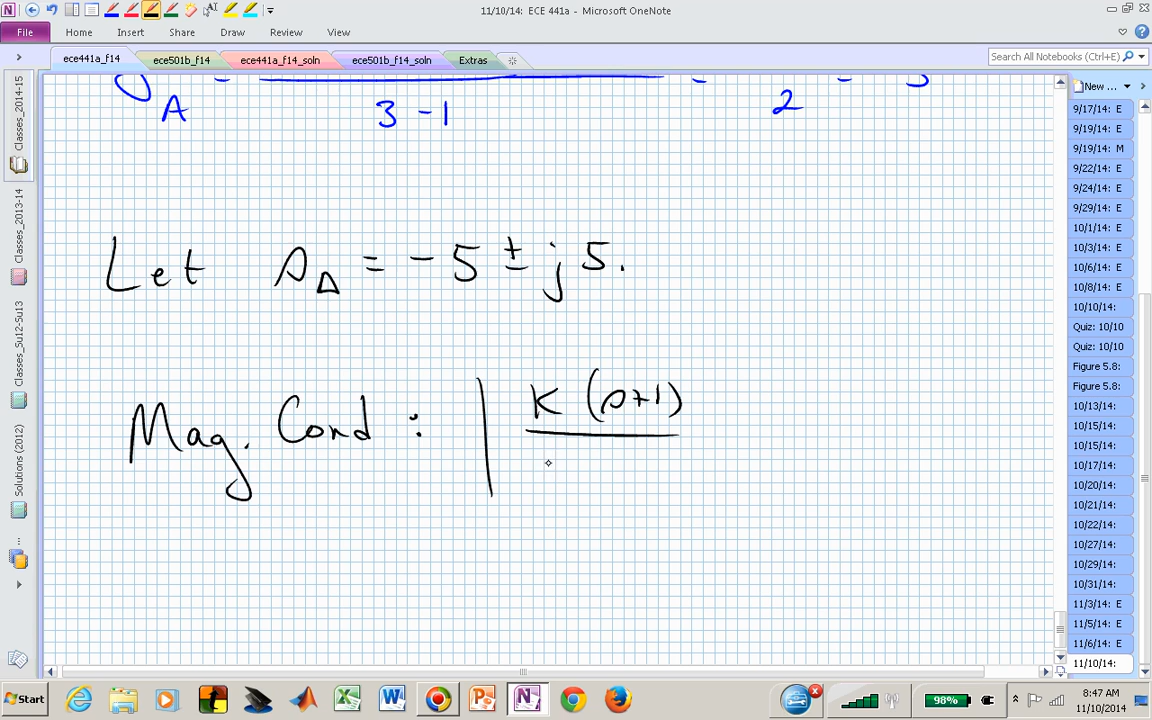 11/10/14: ECE 441a - Microsoft OneNote
File Home Insert Share Draw Review View
ece441a_f14 ece501b_f14 ece441a_f14_soln ece501b_f14_soln Extras
Search All Notebooks (Ctrl+E)
Classes_2014-15
Classes_2013-14
Classes_Su12-Su13
Solutions (2012)
New ...
9/17/14: E
9/19/14: E
9/19/14: M
9/22/14: E
9/24/14: E
9/29/14: E
10/1/14: E
10/3/14: E
10/6/14: E
10/8/14: E
10/10/14:
Quiz: 10/10
Quiz: 10/10
Figure 5.8:
Figure 5.8:
10/13/14:
10/15/14:
10/15/14:
10/17/14:
10/20/14:
10/21/14:
10/22/14:
10/27/14:
10/29/14:
10/31/14:
11/3/14: E
11/5/14: E
11/6/14: E
11/10/14:
A = 3 - 1 = 2 =
Let s_Δ = -5 ± j 5.
Mag. Cond : | K (s+1)
Start
98%
8:47 AM
11/10/2014